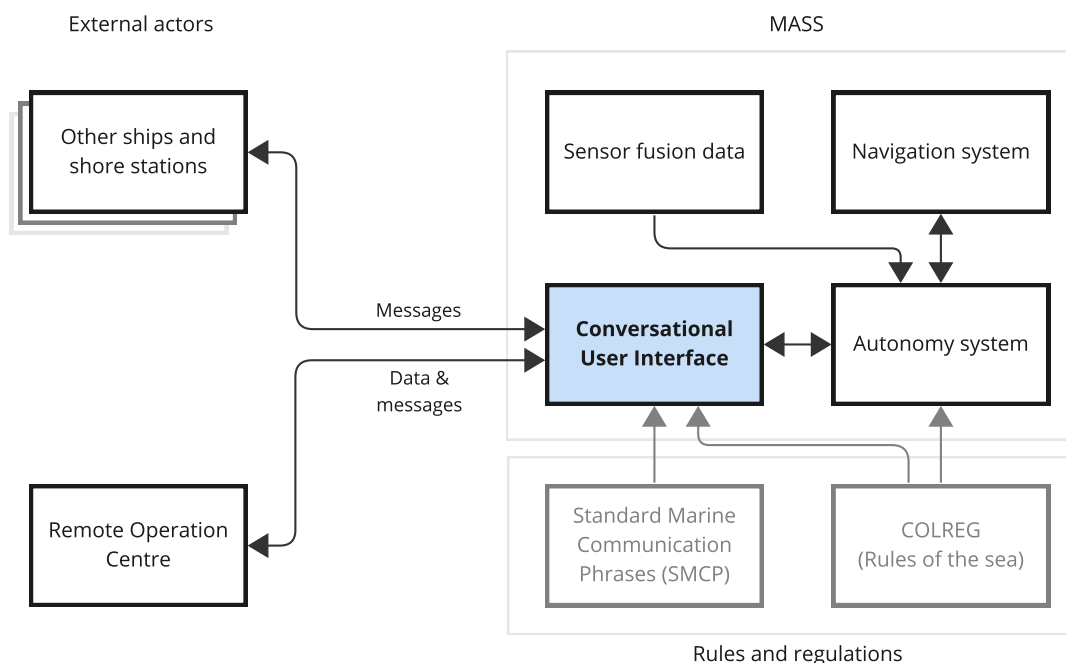 External actors
MASS
Other ships and
shore stations
Sensor fusion data
Navigation system
Messages
Conversational
User Interface
Autonomy system
Data &
messages
Remote Operation
Centre
Standard Marine
Communication
Phrases (SMCP)
COLREG
(Rules of the sea)
Rules and regulations